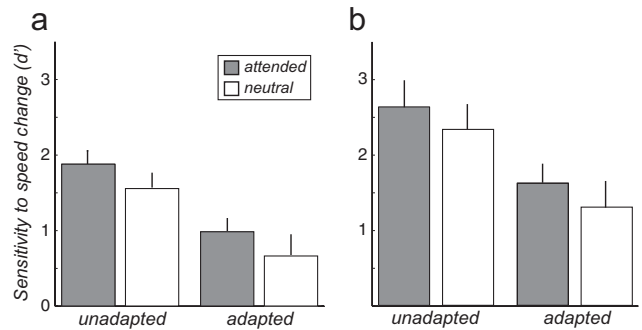 a
b
Sensitivity to speed change (d')
3
2
1
0
attended
neutral
unadapted
adapted
3
2
1
unadapted
adapted